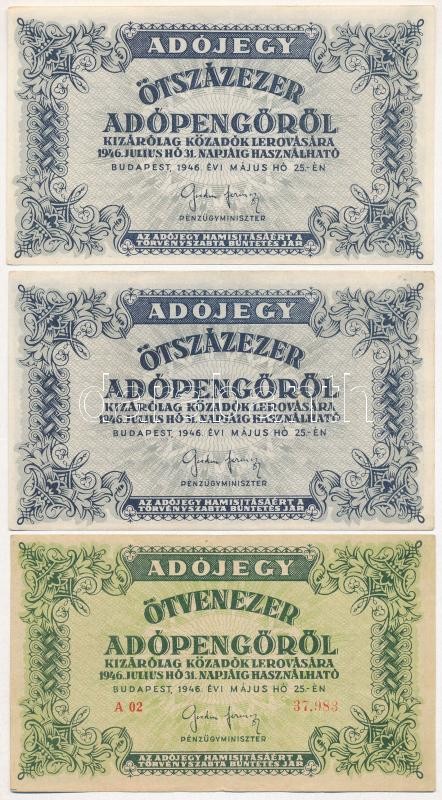 ADÓJEGY
ÖTSZÁZEZER
ADÓPENGŐRŐL
KIZÁRÓLAG KÖZADÓK LEROVÁSÁRA
1946. JULIUS HÓ 31. NAPJÁIG HASZNÁLHATÓ
BUDAPEST, 1946. ÉVI MÁJUS HÓ 25.-ÉN
PÉNZÜGYMINISZTER
AZ ADÓJEGY HAMISITÁSÁÉRT A
TÖRVÉNYSZABTA BÜNTETÉS JÁR
ADÓJEGY
ÖTSZÁZEZER
ADÓPENGŐRŐL
KIZÁRÓLAG KÖZADÓK LEROVÁSÁRA
1946. JULIUS HÓ 31. NAPJÁIG HASZNÁLHATÓ
BUDAPEST, 1946. ÉVI MÁJUS HÓ 25.-ÉN
PÉNZÜGYMINISZTER
AZ ADÓJEGY HAMISITÁSÁÉRT A
TÖRVÉNYSZABTA BÜNTETÉS JÁR
ADÓJEGY
ÖTVENEZER
ADÓPENGŐRŐL
KIZÁRÓLAG KÖZADÓK LEROVÁSÁRA
1946. JULIUS HÓ 31. NAPJÁIG HASZNÁLHATÓ
BUDAPEST, 1946. ÉVI MÁJUS HÓ 25.-ÉN
A 02 37.983
PÉNZÜGYMINISZTER
AZ ADÓJEGY HAMISITÁSÁÉRT A
TÖRVÉNYSZABTA BÜNTETÉS JÁR